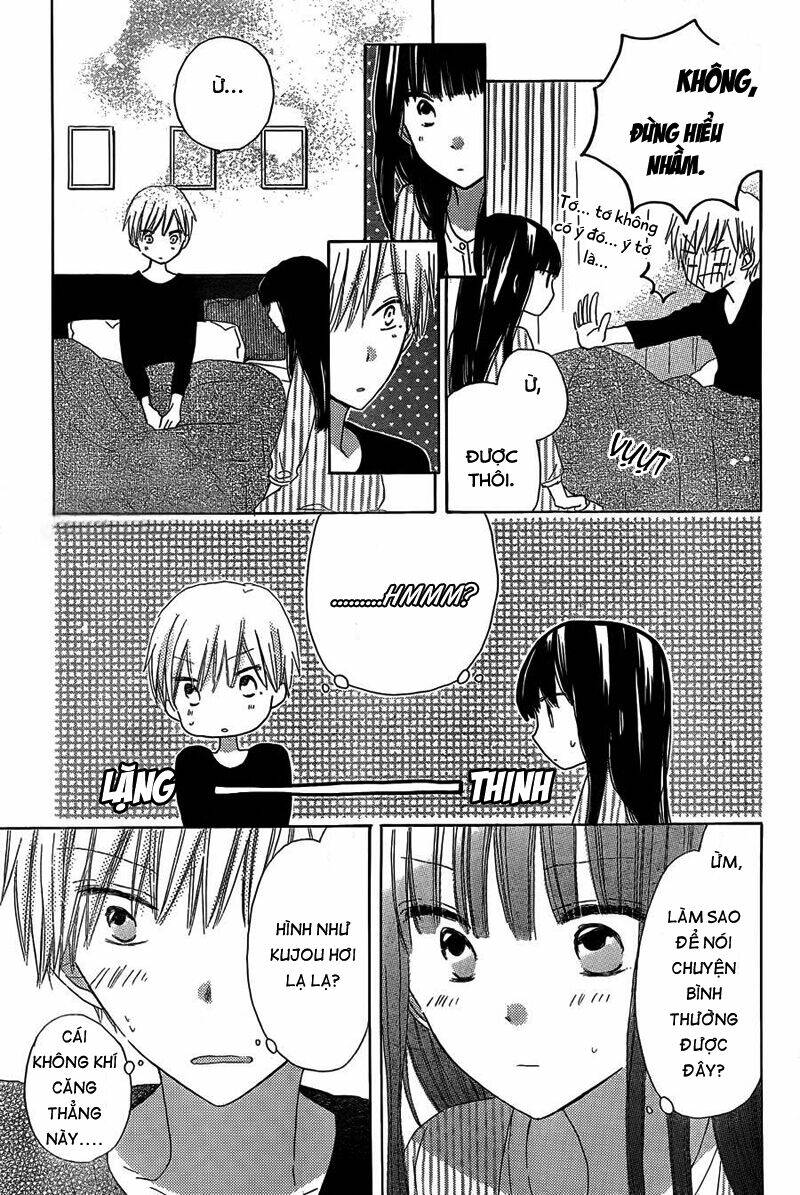 KHÔNG,
ĐỪNG HIỂU
NHẦM.
Tớ... tớ không
có ý đó... ý tớ
là...
VỤỤT
Ừ,
ĐƯỢC
THÔI.
Ừ...
..........HMMM?
LẶNG THINH
ỪM,
LÀM SAO
ĐỂ NÓI
CHUYỆN
BÌNH
THƯỜNG
ĐƯỢC
ĐÂY?
HÌNH NHƯ
KUJOU HƠI
LẠ LẠ?
CÁI
KHÔNG KHÍ
CĂNG
THẲNG
NÀY....